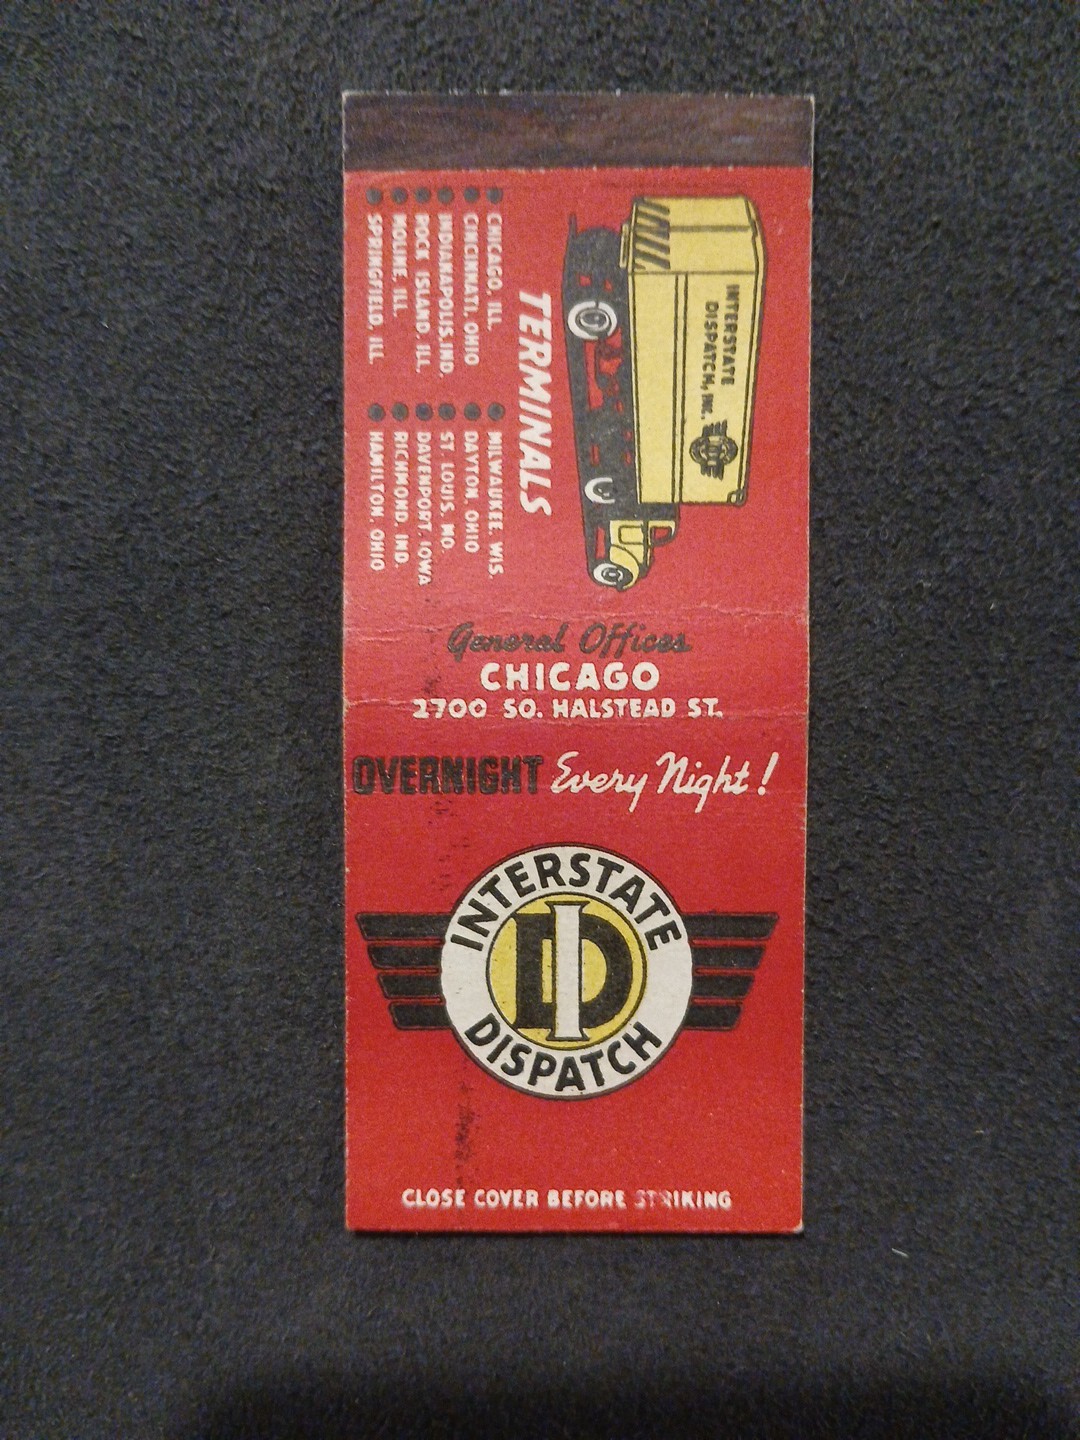 INTERSTATE
DISPATCH, INC.
TERMINALS
CHICAGO, ILL.
CINCINNATI, OHIO
INDIANAPOLIS, IND.
ROCK ISLAND, ILL.
MOLINE, ILL.
SPRINGFIELD, ILL.
MILWAUKEE, WIS.
DAYTON, OHIO
ST. LOUIS, MO.
DAVENPORT, IOWA
RICHMOND, IND.
HAMILTON, OHIO
General Offices
CHICAGO
2700 SO. HALSTEAD ST.
OVERNIGHT Every Night!
INTERSTATE
ID
DISPATCH
CLOSE COVER BEFORE STRIKING